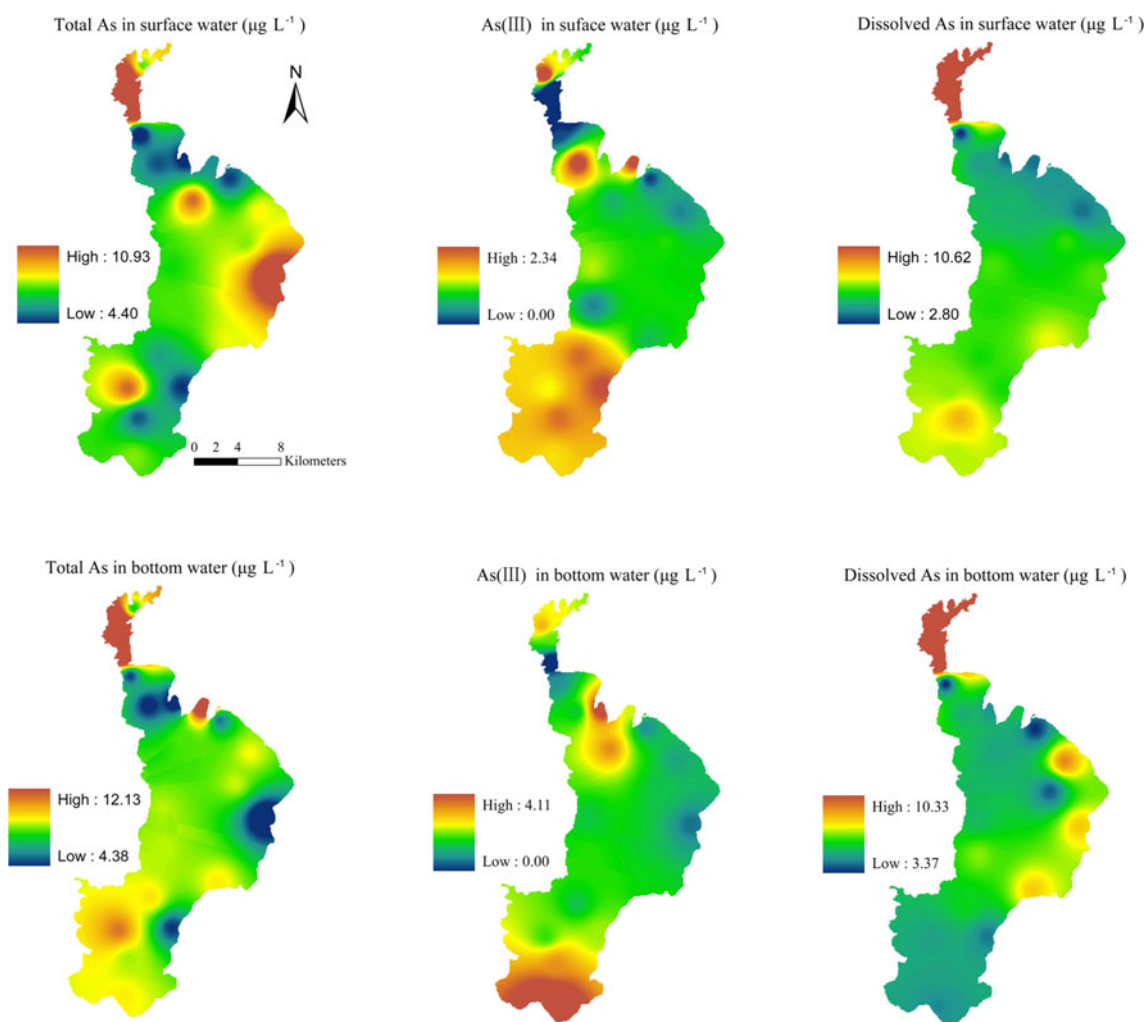 Total As in surface water (µg L⁻¹)
As(III) in suface water (µg L⁻¹)
Dissolved As in surface water (µg L⁻¹)
N
High : 10.93
Low : 4.40
High : 2.34
Low : 0.00
High : 10.62
Low : 2.80
0 2 4 8
Kilometers
Total As in bottom water (µg L⁻¹)
As(III) in bottom water (µg L⁻¹)
Dissolved As in bottom water (µg L⁻¹)
High : 12.13
Low : 4.38
High : 4.11
Low : 0.00
High : 10.33
Low : 3.37